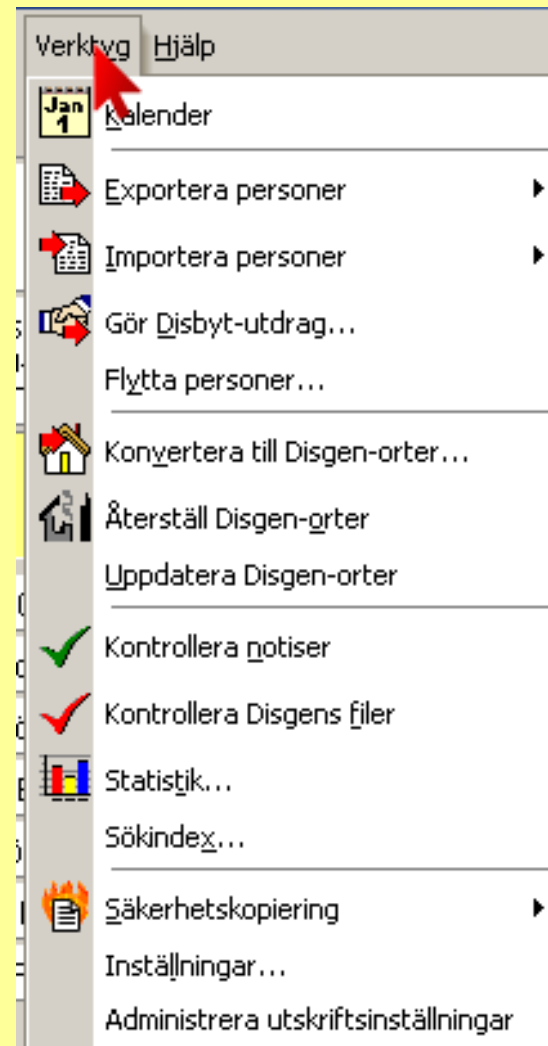 Verktyg Hjälp
Jan
1
Kalender
Exportera personer
Importera personer
Gör Disbyt-utdrag...
Flytta personer...
Konvertera till Disgen-orter...
Återställ Disgen-orter
Uppdatera Disgen-orter
Kontrollera notiser
Kontrollera Disgens filer
Statistik...
Sökindex...
Säkerhetskopiering
Inställningar...
Administrera utskriftsinställningar